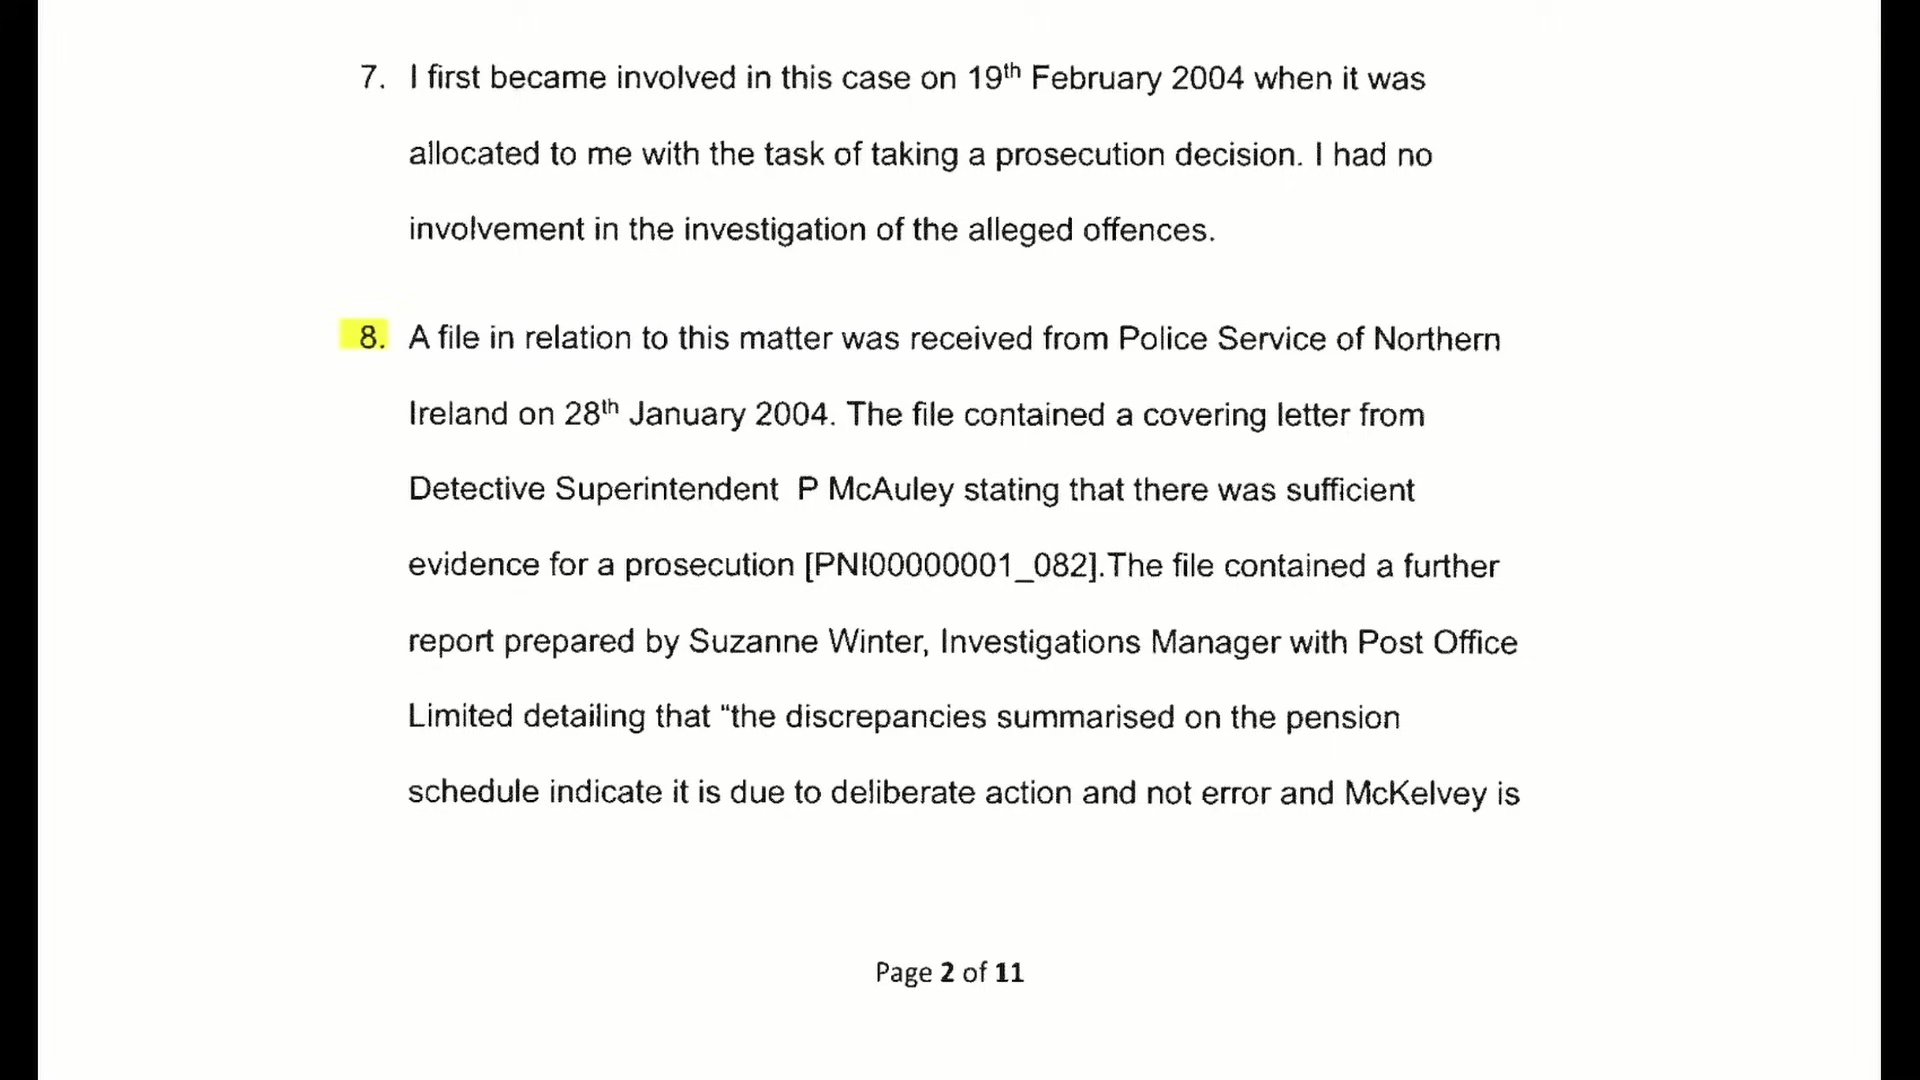 7. I first became involved in this case on 19th February 2004 when it was
allocated to me with the task of taking a prosecution decision. I had no
involvement in the investigation of the alleged offences.
8. A file in relation to this matter was received from Police Service of Northern
Ireland on 28th January 2004. The file contained a covering letter from
Detective Superintendent P McAuley stating that there was sufficient
evidence for a prosecution [PNI00000001_082].The file contained a further
report prepared by Suzanne Winter, Investigations Manager with Post Office
Limited detailing that “the discrepancies summarised on the pension
schedule indicate it is due to deliberate action and not error and McKelvey is
Page 2 of 11